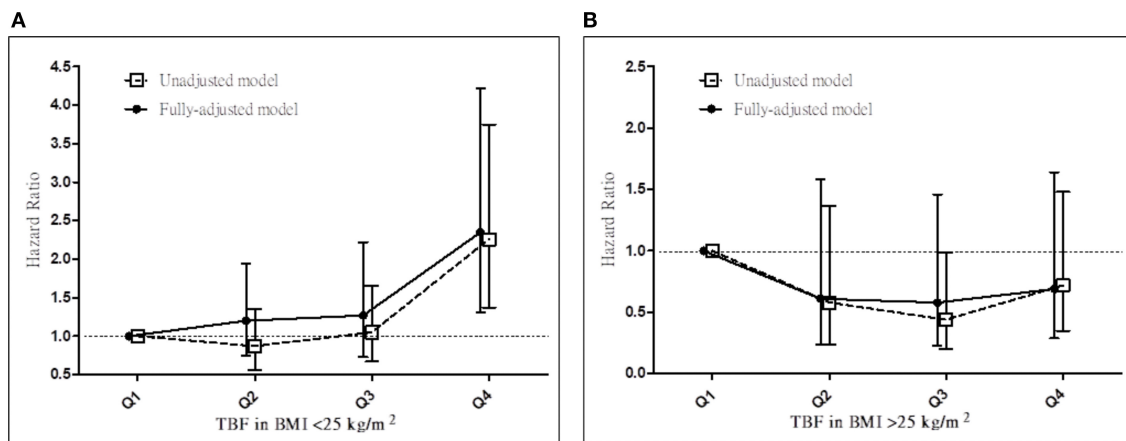 A
4.5
4.0
3.5
3.0
2.5
2.0
1.5
1.0
0.5
Hazard Ratio
Unadjusted model
Fully-adjusted model
Q1 Q2 Q3 Q4
TBF in BMI <25 kg/m²
B
2.5
2.0
1.5
1.0
0.5
0.0
Hazard Ratio
Unadjusted model
Fully-adjusted model
Q1 Q2 Q3 Q4
TBF in BMI >25 kg/m²